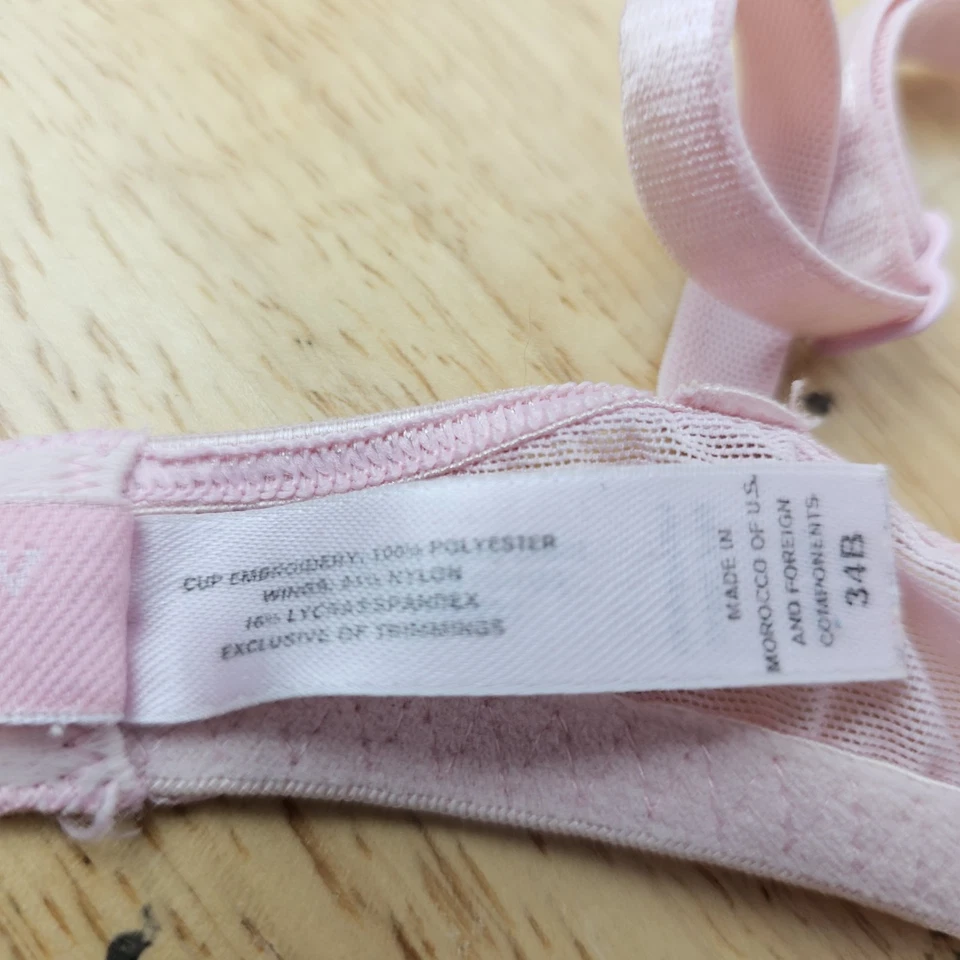 CUP EMBROIDERY, 100% POLYESTER
WINGS, 84% NYLON
16% LYCRA SPANDEX
EXCLUSIVE OF TRIMMINGS
MADE IN
MOROCCO OF U.S.
AND FOREIGN
COMPONENTS
34B